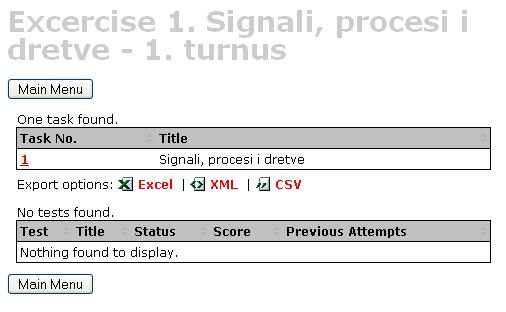 Excercise 1. Signali, procesi i
dretve - 1. turnus
Main Menu
One task found.
Task No. Title
1 Signali, procesi i dretve
Export options: Excel | XML | CSV
No tests found.
Test Title Status Score Previous Attempts
Nothing found to display.
Main Menu